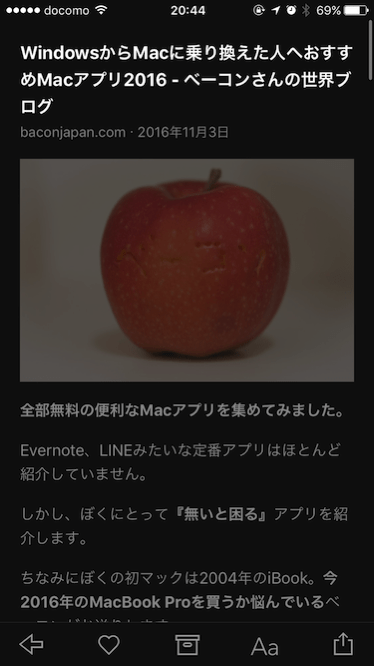 docomo 20:44 69%
WindowsからMacに乗り換えた人へおすす
めMacアプリ2016 - ベーコンさんの世界ブ
ログ
baconjapan.com · 2016年11月3日
全部無料の便利なMacアプリを集めてみました。
Evernote、LINEみたいな定番アプリはほとんど
紹介していません。
しかし、ぼくにとって『無いと困る』アプリを紹
介します。
ちなみにぼくの初マックは2004年のiBook。今
2016年のMacBook Proを買うか悩んでいるベ
Aa